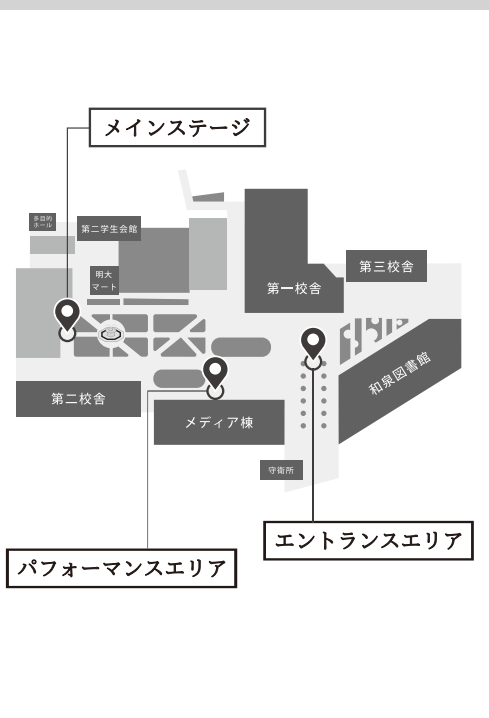 メインステージ
多目的
ホール
第二学生会館
明大
マート
第一校舎
第三校舎
和泉図書館
第二校舎
メディア棟
守衛所
エントランスエリア
パフォーマンスエリア